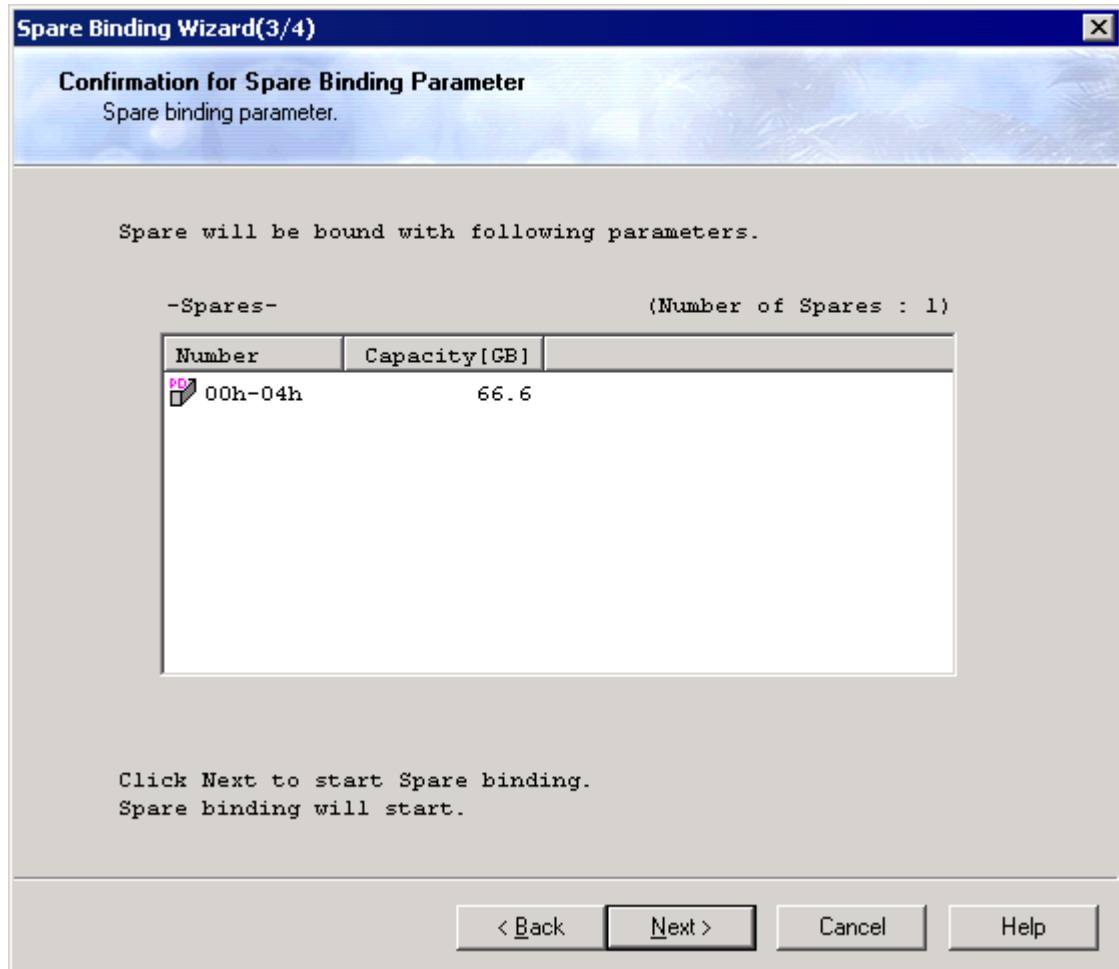 Spare Binding Wizard(3/4)
Confirmation for Spare Binding Parameter
Spare binding parameter.
Spare will be bound with following parameters.
-Spares- (Number of Spares : 1)
Number Capacity[GB]
PD 00h-04h 66.6
Click Next to start Spare binding.
Spare binding will start.
< Back Next > Cancel Help